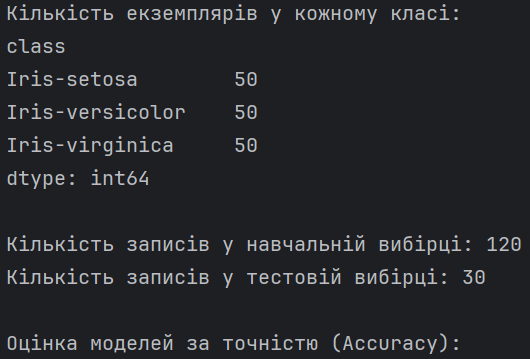 Кількість екземплярів у кожному класі:
class
Iris-setosa        50
Iris-versicolor    50
Iris-virginica     50
dtype: int64
Кількість записів у навчальній вибірці: 120
Кількість записів у тестовій вибірці: 30
Оцінка моделей за точністю (Accuracy):